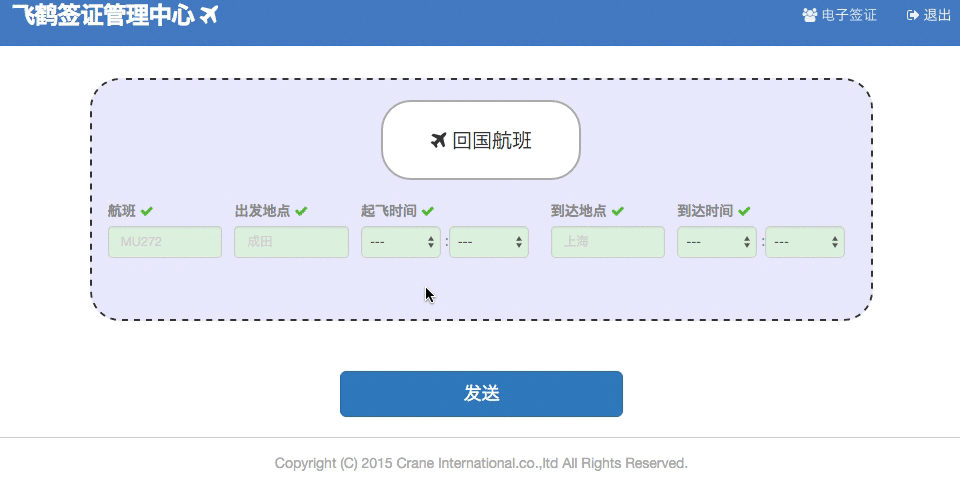 飞鹤签证管理中心
电子签证 退出
回国航班
航班 出发地点 起飞时间 到达地点 到达时间
MU272 成田 --- : --- 上海 --- : ---
发送
Copyright (C) 2015 Crane International.co.,ltd All Rights Reserved.